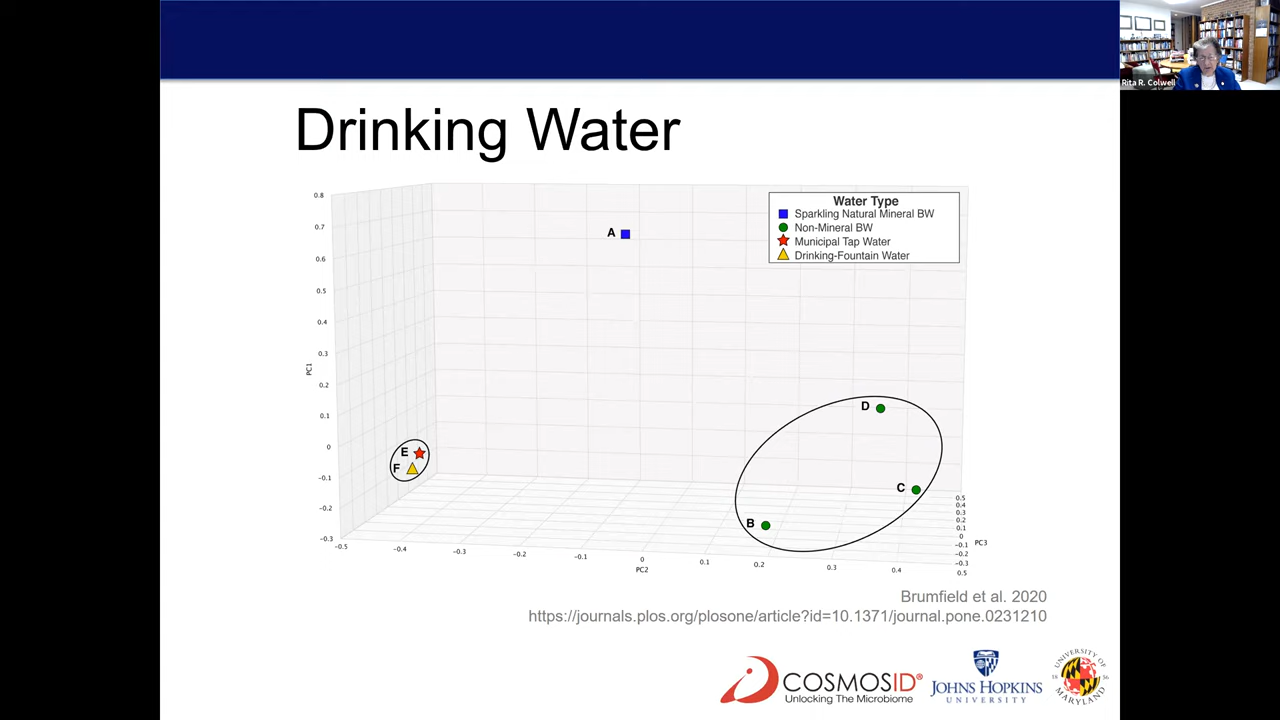 Rita R. Colwell
Drinking Water
Water Type
Sparkling Natural Mineral BW
Non-Mineral BW
Municipal Tap Water
Drinking-Fountain Water
0.8
0.7
0.6
0.5
0.4
0.3
0.2
0.1
0
−0.1
−0.2
−0.3
PC1
A
D
C
B
E
F
−0.5
−0.4
−0.3
−0.2
−0.1
0
0.1
0.2
0.3
0.4
0.5
PC2
0.5
0.4
0.3
0.2
0.1
0
−0.1
−0.2
−0.3
PC3
Brumfield et al. 2020
https://journals.plos.org/plosone/article?id=10.1371/journal.pone.0231210
COSMOSID®
Unlocking The Microbiome
JOHNS HOPKINS
UNIVERSITY
UNIVERSITY OF
18 56
MARYLAND